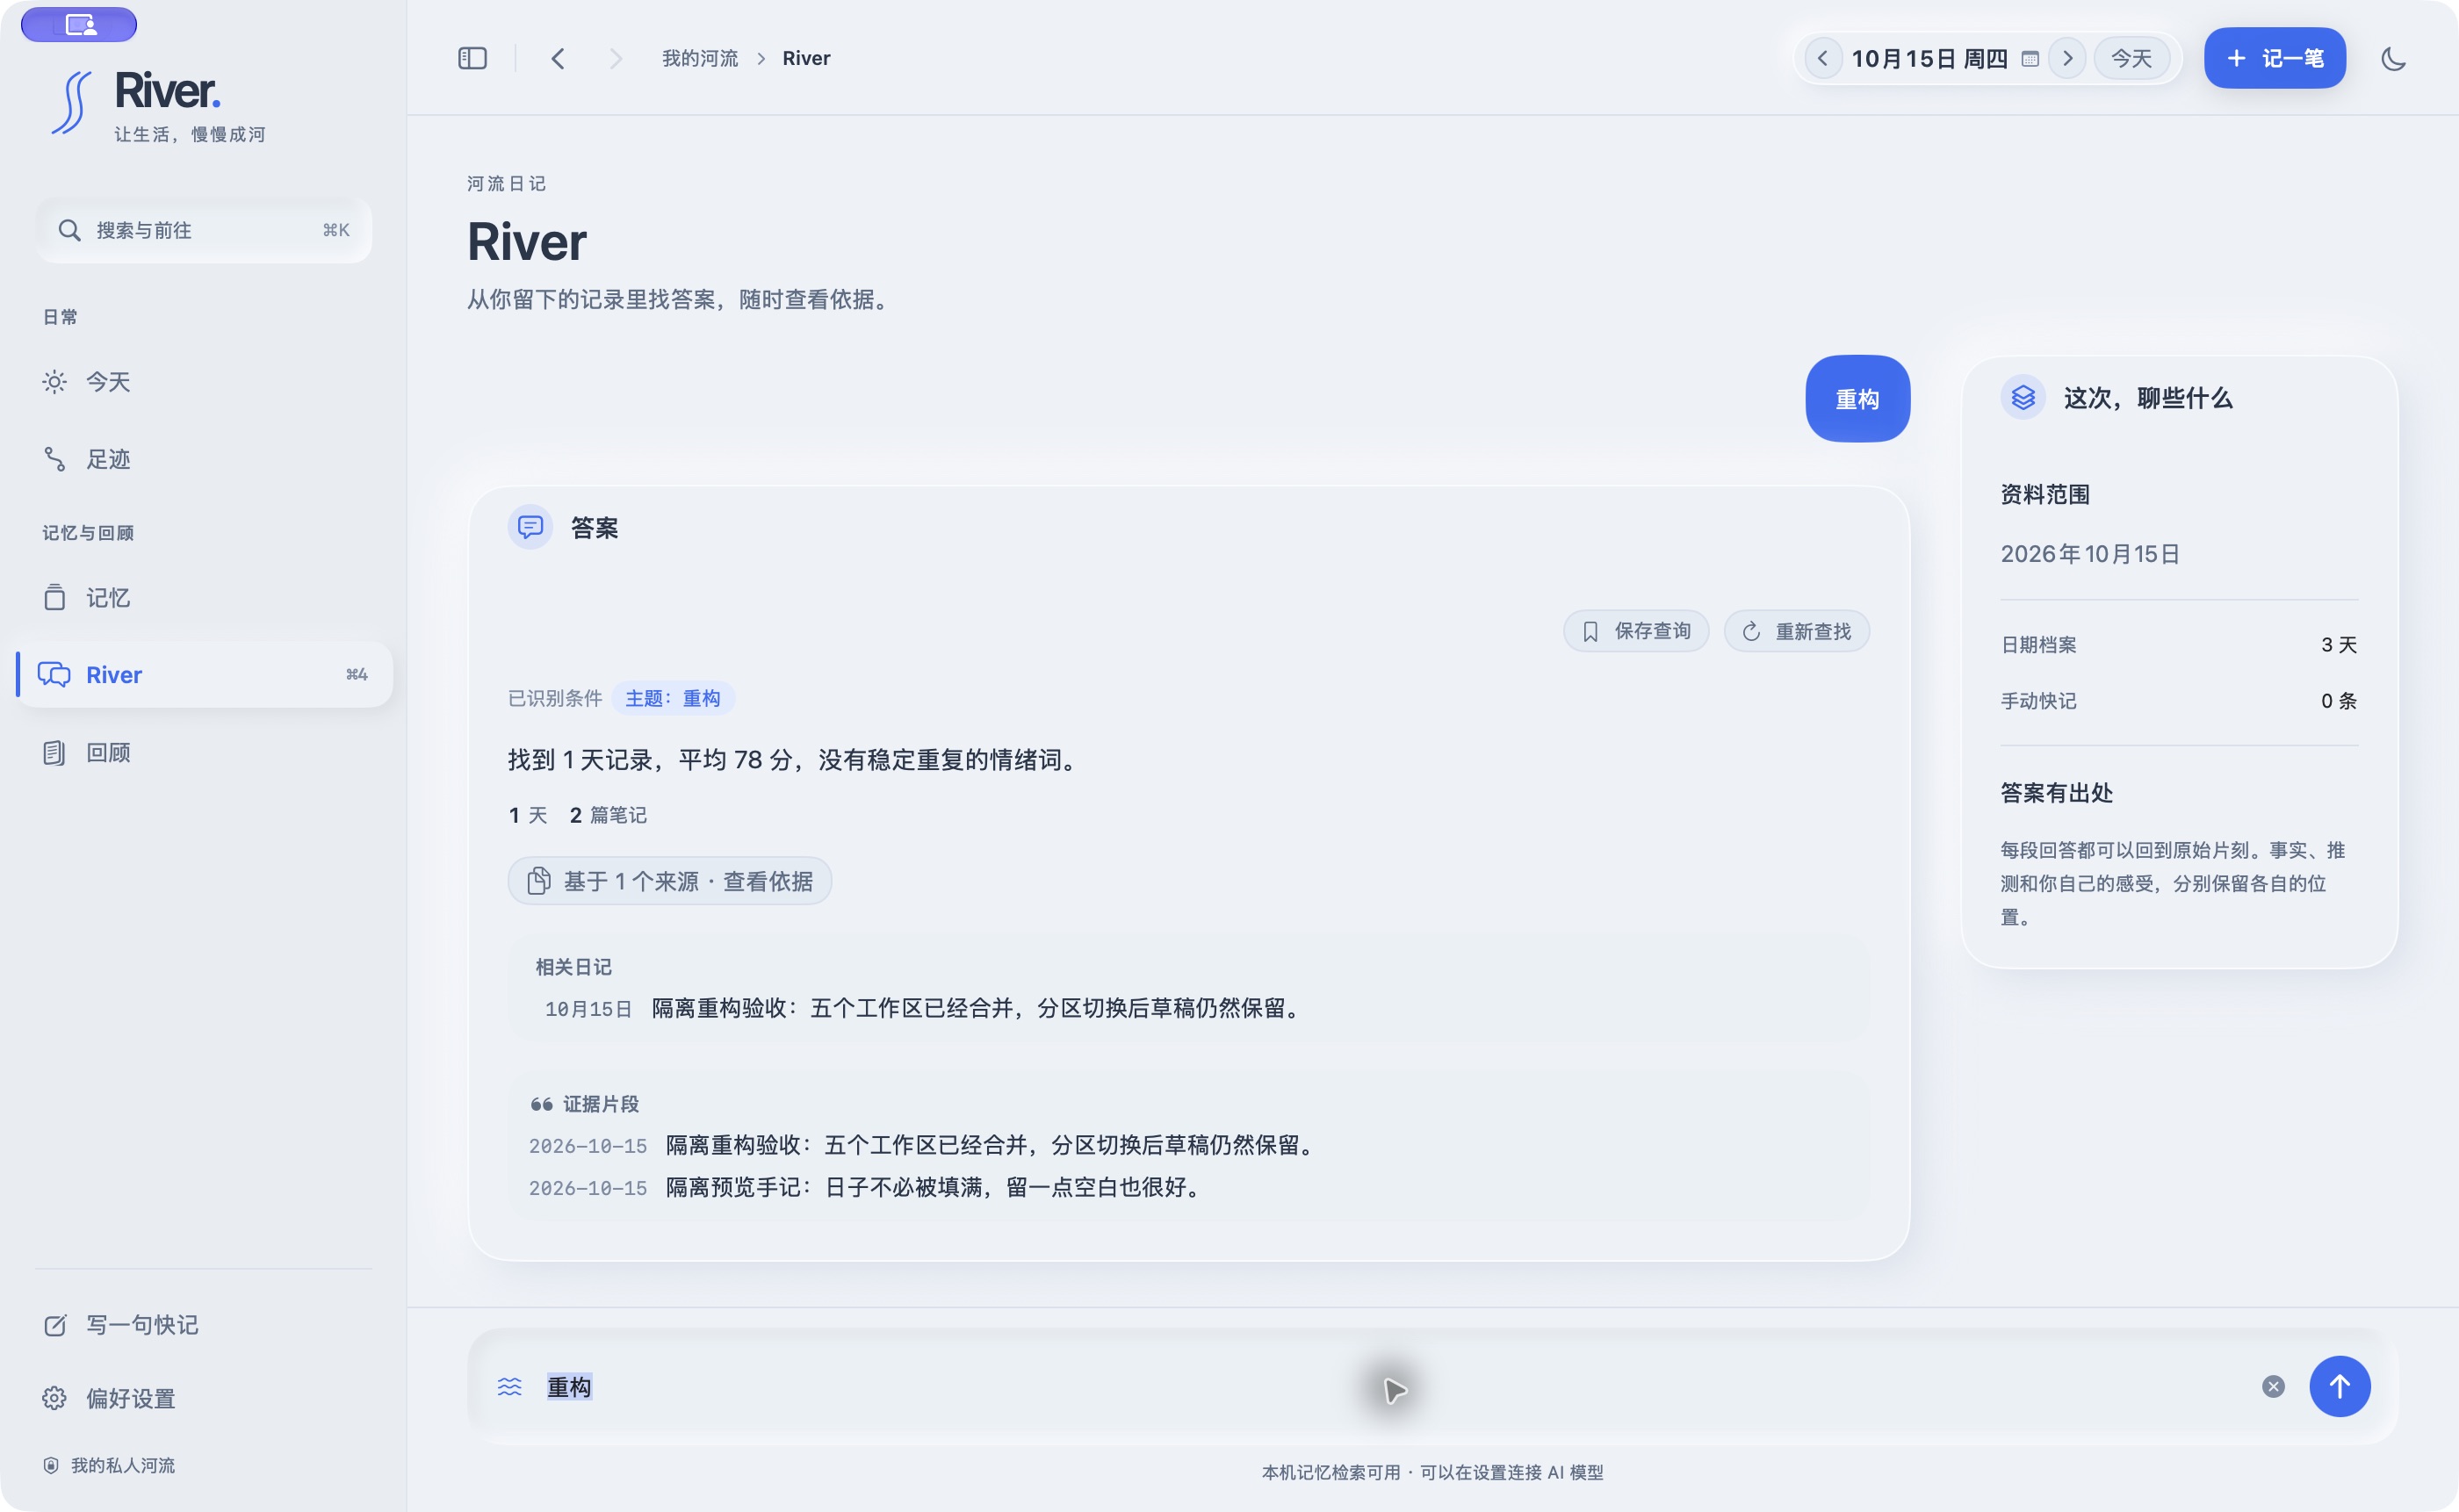 River.
让生活，慢慢成河
搜索与前往 ⌘K
日常
今天
足迹
记忆与回顾
记忆
River ⌘4
回顾
写一句快记
偏好设置
我的私人河流
我的河流 > River
10月15日 周四
今天
+ 记一笔
河流日记
River
从你留下的记录里找答案，随时查看依据。
重构
答案
保存查询
重新查找
已识别条件 主题：重构
找到 1 天记录，平均 78 分，没有稳定重复的情绪词。
1 天 2 篇笔记
基于 1 个来源 · 查看依据
相关日记
10月15日 隔离重构验收：五个工作区已经合并，分区切换后草稿仍然保留。
证据片段
2026-10-15 隔离重构验收：五个工作区已经合并，分区切换后草稿仍然保留。
2026-10-15 隔离预览手记：日子不必被填满，留一点空白也很好。
这次，聊些什么
资料范围
2026年10月15日
日期档案 3 天
手动快记 0 条
答案有出处
每段回答都可以回到原始片刻。事实、推
测和你自己的感受，分别保留各自的位
置。
重构
本机记忆检索可用 · 可以在设置连接 AI 模型